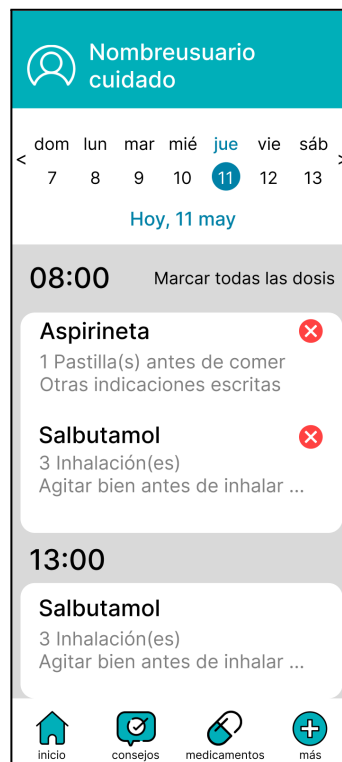 Nombreusuario
cuidado
dom lun mar mié jue vie sáb
< 7 8 9 10 11 12 13 >
Hoy, 11 may
08:00 Marcar todas las dosis
Aspirineta
1 Pastilla(s) antes de comer
Otras indicaciones escritas
Salbutamol
3 Inhalación(es)
Agitar bien antes de inhalar ...
13:00
Salbutamol
3 Inhalación(es)
Agitar bien antes de inhalar ...
inicio consejos medicamentos más